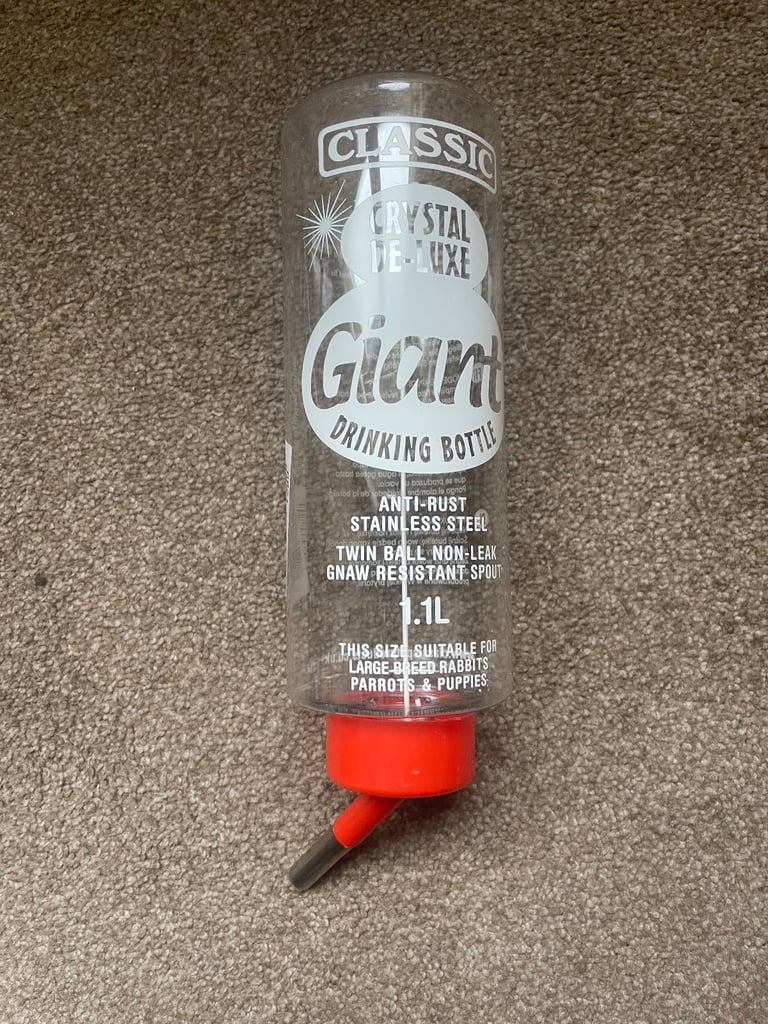 CLASSIC
CRYSTAL
DE-LUXE
Giant
DRINKING BOTTLE
ANTI-RUST
STAINLESS STEEL
TWIN BALL NON-LEAK
GNAW RESISTANT SPOUT
1.1L
THIS SIZE SUITABLE FOR
LARGE BREED RABBITS
PARROTS & PUPPIES